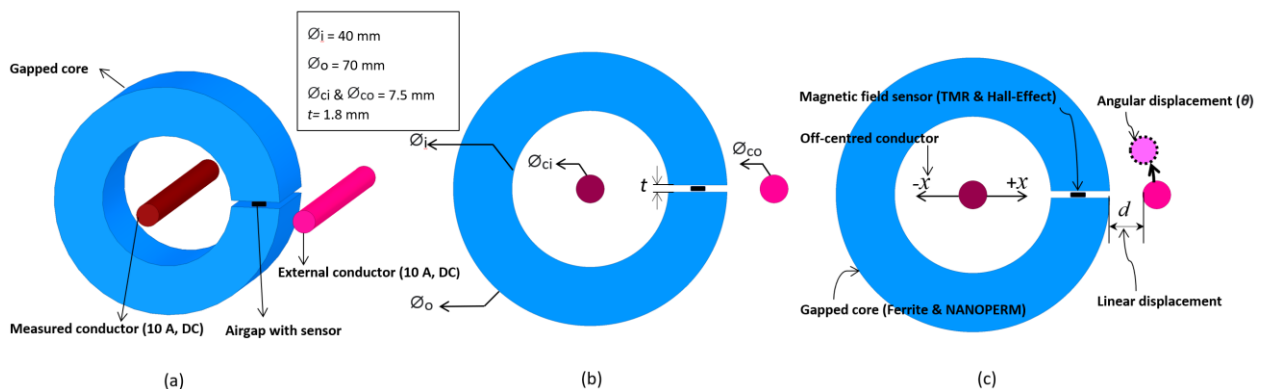 Gapped core
Øi = 40 mm
Øo = 70 mm
Øci & Øco = 7.5 mm
t= 1.8 mm
External conductor (10 A, DC)
Measured conductor (10 A, DC)
Airgap with sensor
(a)
Øi
Øci
Øco
t
Øo
(b)
Magnetic field sensor (TMR & Hall-Effect)
Angular displacement (θ)
Off-centred conductor
-x
+x
d
Linear displacement
Gapped core (Ferrite & NANOPERM)
(c)